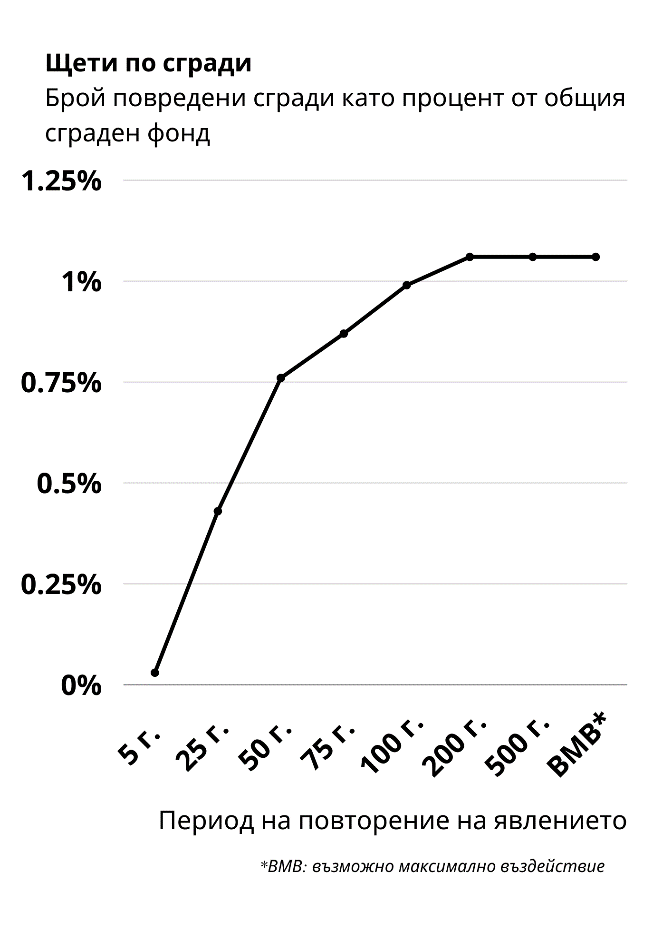 Щети по сгради
Брой повредени сгради като процент от общия
сграден фонд
1.25%
1%
0.75%
0.5%
0.25%
0%
5 г.
25 г.
50 г.
75 г.
100 г.
200 г.
500 г.
ВМВ*
Период на повторение на явлението
*ВМВ: възможно максимално въздействие